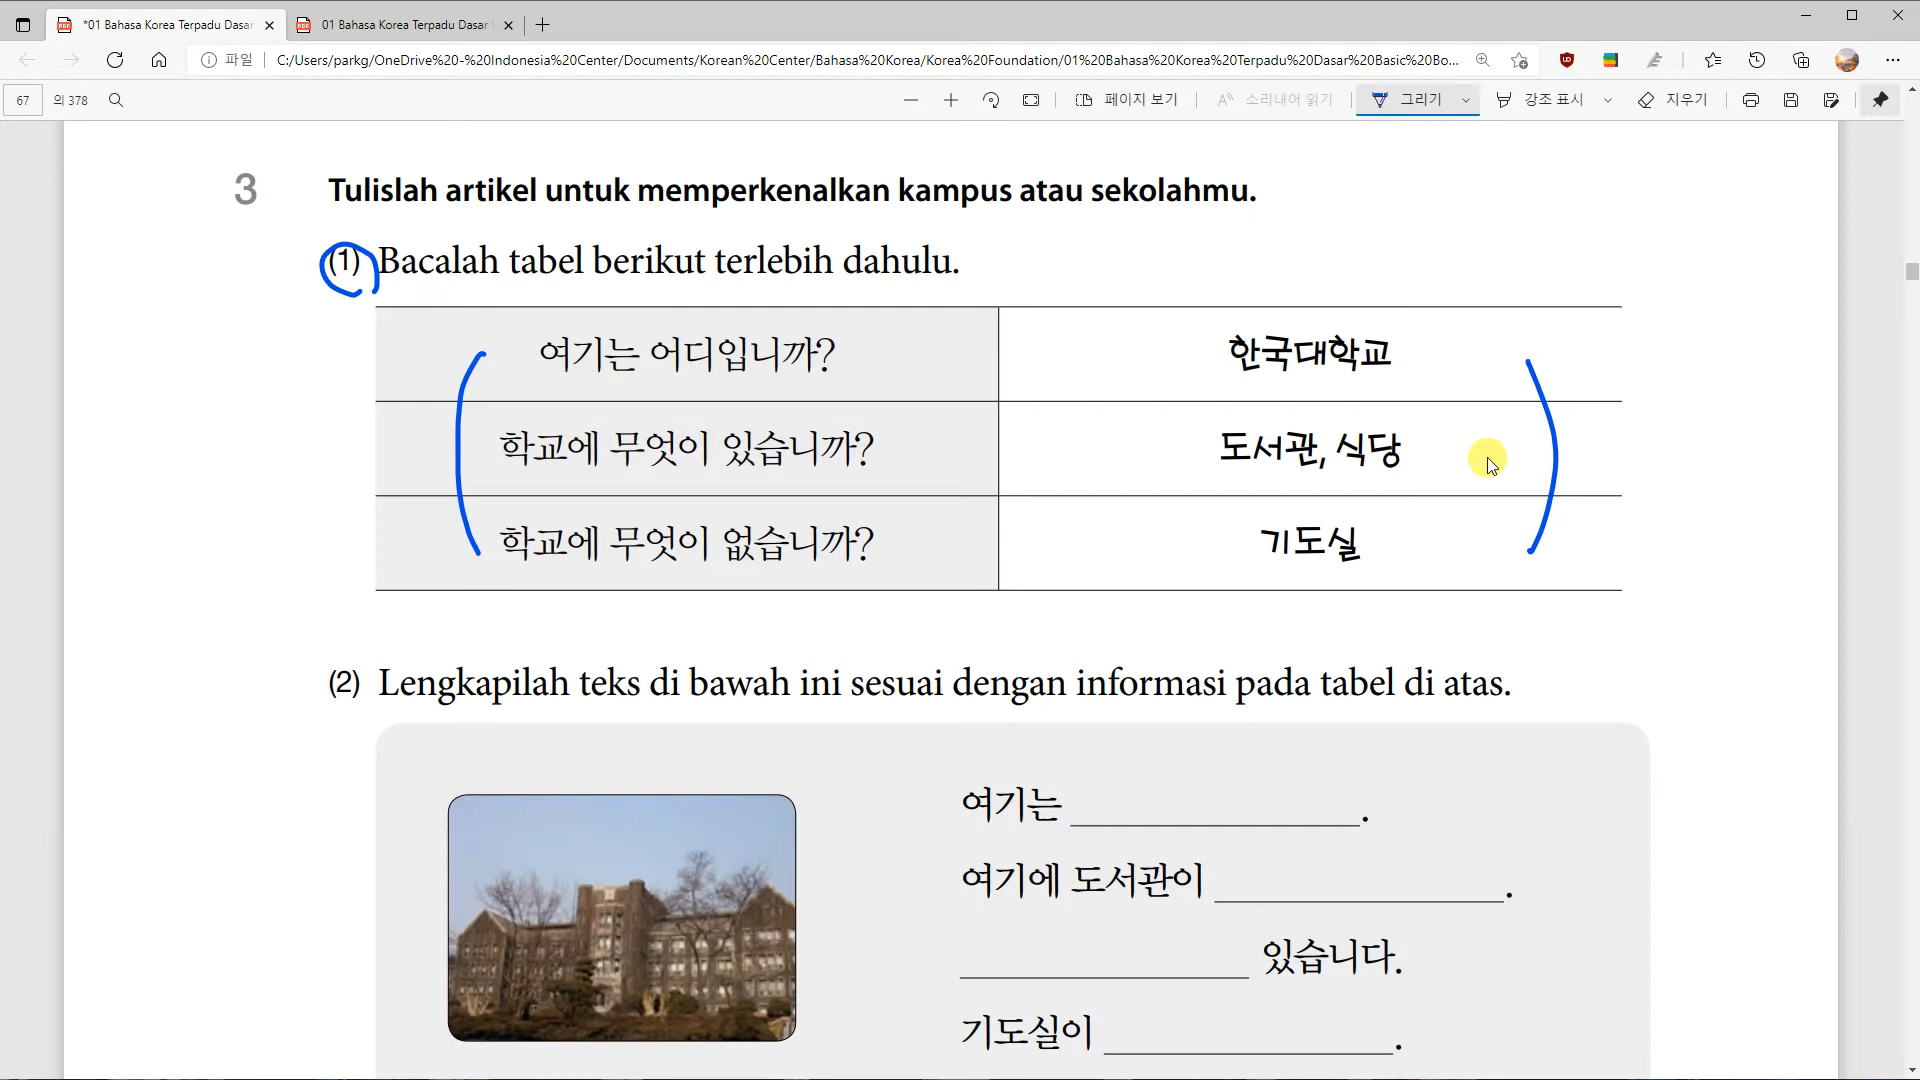 *01 Bahasa Korea Terpadu Dasar
01 Bahasa Korea Terpadu Dasar
파일
C:/Users/parkg/OneDrive%20-%20Indonesia%20Center/Documents/Korean%20Center/Bahasa%20Korea/Korea%20Foundation/01%20Bahasa%20Korea%20Terpadu%20Dasar%20Basic%20Bo...
67 의 378
페이지 보기
소리내어 읽기
그리기
강조 표시
지우기
3 Tulislah artikel untuk memperkenalkan kampus atau sekolahmu.
(1) Bacalah tabel berikut terlebih dahulu.
여기는 어디입니까? 한국대학교
학교에 무엇이 있습니까? 도서관, 식당
학교에 무엇이 없습니까? 기도실
(2) Lengkapilah teks di bawah ini sesuai dengan informasi pada tabel di atas.
여기는 ______________.
여기에 도서관이 ______________.
______________ 있습니다.
기도실이 ______________.